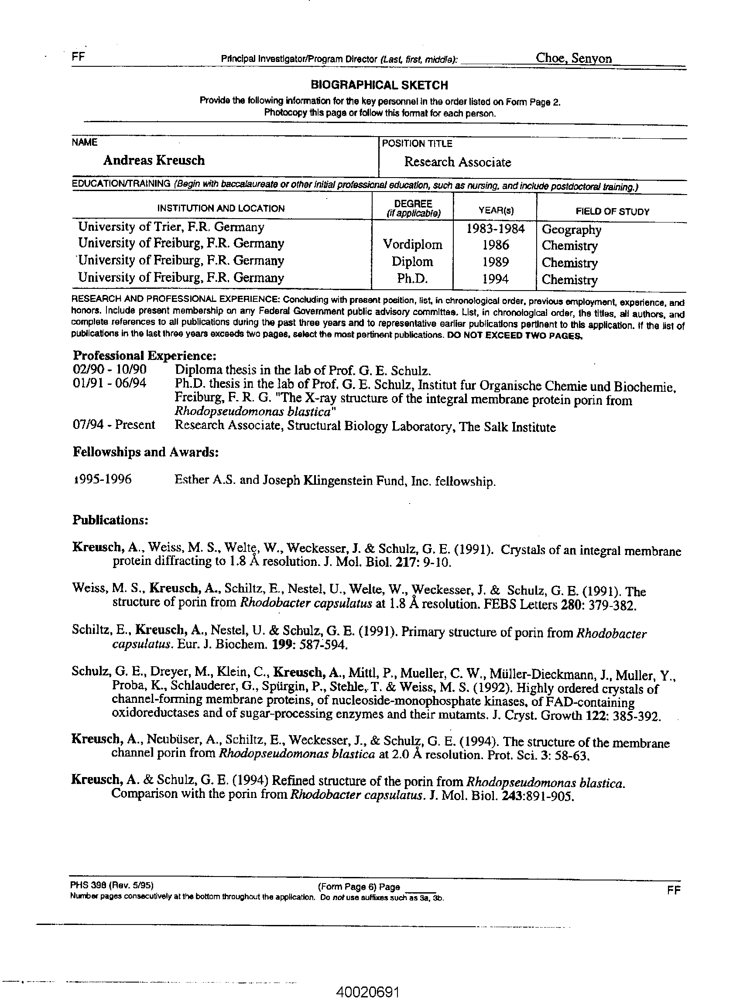 FF Principal Investigator/Program Director (Last, first, middle): Choe, Senyon
BIOGRAPHICAL SKETCH
Provide the following information for the key personnel in the order listed on Form Page 2.
Photocopy this page or follow this format for each person.
NAME POSITION TITLE
Andreas Kreusch Research Associate
EDUCATION/TRAINING (Begin with baccalaureate or other initial professional education, such as nursing, and include postdoctoral training.)
INSTITUTION AND LOCATION DEGREE (if applicable) YEAR(s) FIELD OF STUDY
University of Trier, F.R. Germany 1983-1984 Geography
University of Freiburg, F.R. Germany Vordiplom 1986 Chemistry
University of Freiburg, F.R. Germany Diplom 1989 Chemistry
University of Freiburg, F.R. Germany Ph.D. 1994 Chemistry
RESEARCH AND PROFESSIONAL EXPERIENCE: Concluding with present position, list, in chronological order, previous employment, experience, and
honors. Include present membership on any Federal Government public advisory committee. List, in chronological order, the titles, all authors, and
complete references to all publications during the past three years and to representative earlier publications pertinent to this application. If the list of
publications in the last three years exceeds two pages, select the most pertinent publications. DO NOT EXCEED TWO PAGES.
Professional Experience:
02/90 - 10/90 Diploma thesis in the lab of Prof. G. E. Schulz.
01/91 - 06/94 Ph.D. thesis in the lab of Prof. G. E. Schulz, Institut fur Organische Chemie und Biochemie,
Freiburg, F. R. G. "The X-ray structure of the integral membrane protein porin from
Rhodopseudomonas blastica"
07/94 - Present Research Associate, Structural Biology Laboratory, The Salk Institute
Fellowships and Awards:
1995-1996 Esther A.S. and Joseph Klingenstein Fund, Inc. fellowship.
Publications:
Kreusch, A., Weiss, M. S., Welte, W., Weckesser, J. & Schulz, G. E. (1991). Crystals of an integral membrane
protein diffracting to 1.8 Å resolution. J. Mol. Biol. 217: 9-10.
Weiss, M. S., Kreusch, A., Schiltz, E., Nestel, U., Welte, W., Weckesser, J. & Schulz, G. E. (1991). The
structure of porin from Rhodobacter capsulatus at 1.8 Å resolution. FEBS Letters 280: 379-382.
Schiltz, E., Kreusch, A., Nestel, U. & Schulz, G. E. (1991). Primary structure of porin from Rhodobacter
capsulatus. Eur. J. Biochem. 199: 587-594.
Schulz, G. E., Dreyer, M., Klein, C., Kreusch, A., Mittl, P., Mueller, C. W., Müller-Dieckmann, J., Muller, Y.,
Proba, K., Schlauderer, G., Spürgin, P., Stehle, T. & Weiss, M. S. (1992). Highly ordered crystals of
channel-forming membrane proteins, of nucleoside-monophosphate kinases, of FAD-containing
oxidoreductases and of sugar-processing enzymes and their mutamts. J. Cryst. Growth 122: 385-392.
Kreusch, A., Neubüser, A., Schiltz, E., Weckesser, J., & Schulz, G. E. (1994). The structure of the membrane
channel porin from Rhodopseudomonas blastica at 2.0 Å resolution. Prot. Sci. 3: 58-63.
Kreusch, A. & Schulz, G. E. (1994) Refined structure of the porin from Rhodopseudomonas blastica.
Comparison with the porin from Rhodobacter capsulatus. J. Mol. Biol. 243:891-905.
PHS 398 (Rev. 5/95) (Form Page 6) Page ____ FF
Number pages consecutively at the bottom throughout the application. Do not use suffixes such as 3a, 3b.
40020691